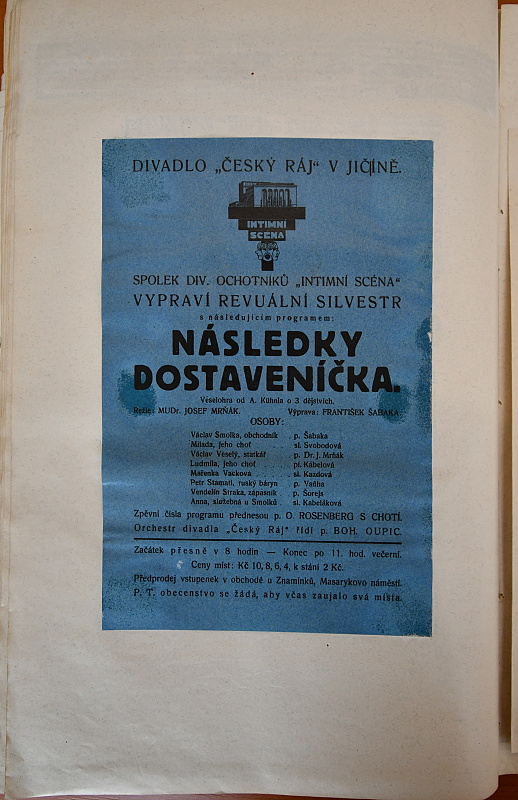 DIVADLO „ČESKÝ RÁJ“ V JIČÍNĚ.
INTIMNÍ
SCÉNA
SPOLEK DIV. OCHOTNÍKŮ „INTIMNÍ SCÉNA“
VYPRAVÍ REVUÁLNÍ SILVESTR
s následujícím programem:
NÁSLEDKY
DOSTAVENÍČKA.
Veselohra od A. Kühnla o 3 dějstvích.
Režie: MUDr. JOSEF MRŇÁK. Výprava: FRANTIŠEK ŠABAKA
OSOBY:
Václav Smolka, obchodník . p. Šabaka
Milada, jeho choť . . . sl. Svobodová
Václav Veselý, statkář . p. Dr. J. Mrňák
Ludmila, jeho choť . . . . pí. Kábelová
Mařenka Vacková . . . sl. Kazdová
Petr Stamati, ruský báryn . p. Vaňha
Vendelín Straka, zápasník . p. Šorejs
Anna, služebná u Smolků . sl. Kabeláková
Zpěvní čísla programu přednesou p. O. ROSENBERG S CHOTÍ.
Orchestr divadla „Český Ráj“ řídí p. BOH. OUPIC.
Začátek přesně v 8 hodin — Konec po 11. hod. večerní.
Ceny míst: Kč 10, 8, 6, 4, k stání 2 Kč.
Předprodej vstupenek v obchodě u Znamínků, Masarykovo náměstí.
P. T. obecenstvo se žádá, aby včas zaujalo svá místa.